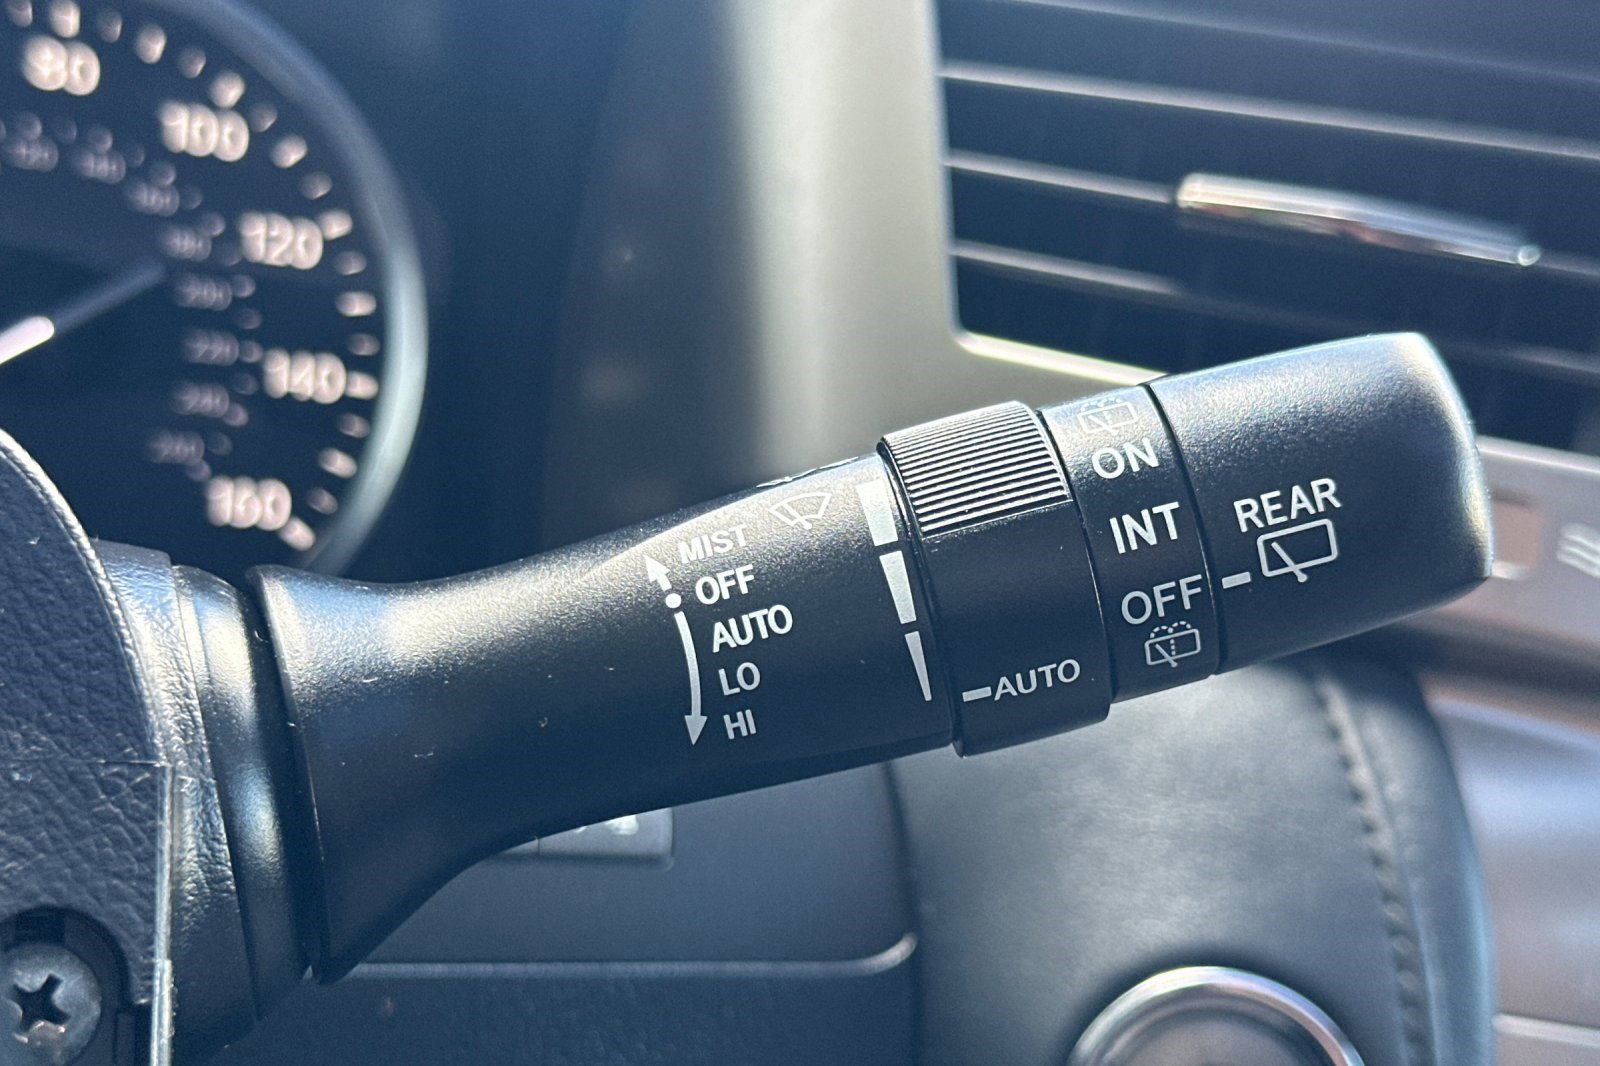 80
100
120
140
160
MIST
OFF
AUTO
LO
HI
AUTO
ON
INT
OFF
REAR